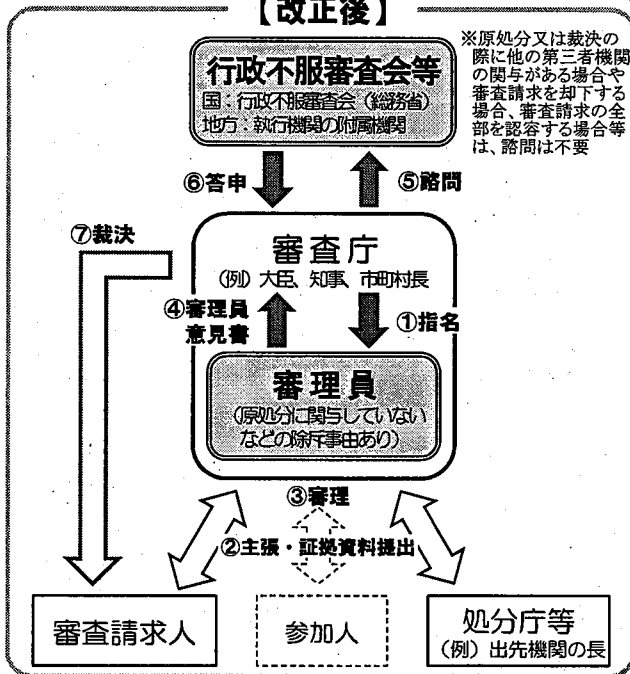 【改正後】
行政不服審査会等
国：行政不服審査会（総務省）
地方：執行機関の附属機関
※原処分又は裁決の
際に他の第三者機関
の関与がある場合や
審査請求を却下する
場合、審査請求の全
部を認容する場合等
は、諮問は不要
⑥答申
⑤諮問
⑦裁決
審査庁
（例）大臣、知事、市町村長
④審理員
意見書
①指名
審理員
（原処分に関与していない
などの除斥事由あり）
③審理
②主張・証拠資料提出
審査請求人
参加人
処分庁等
（例）出先機関の長